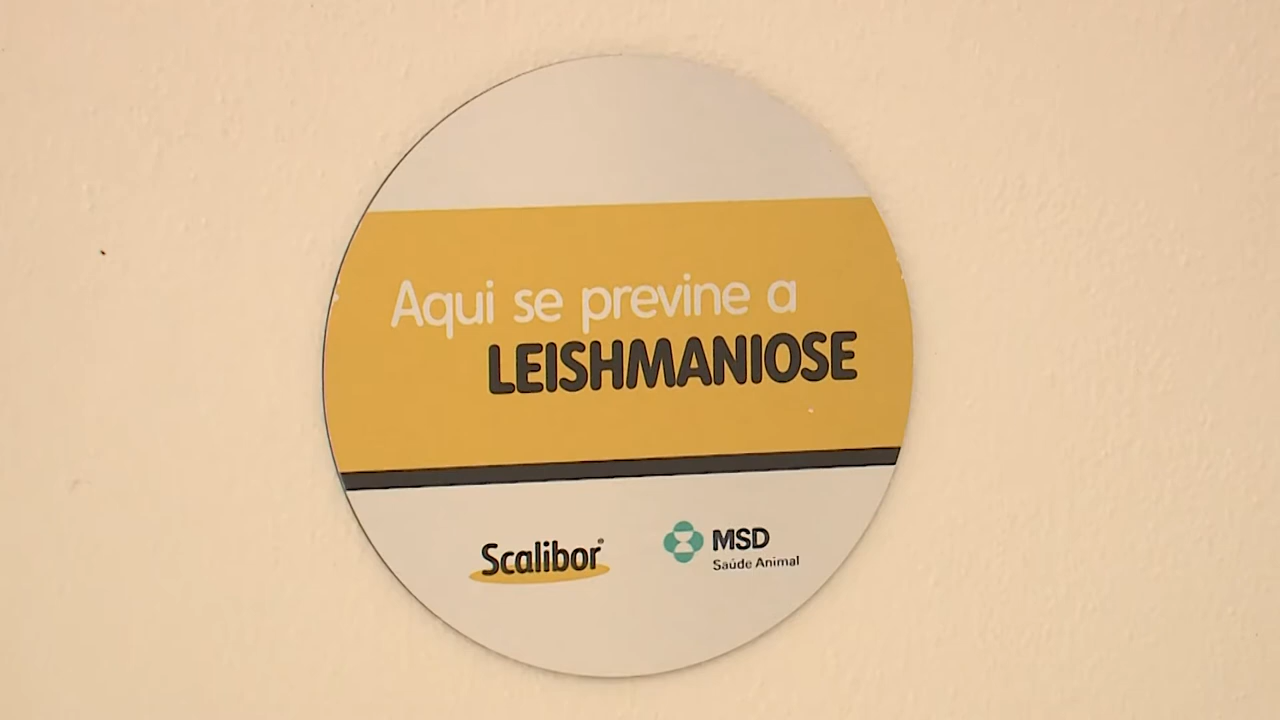 Aqui se previne a
LEISHMANIOSE
Scalibor®
MSD
Saúde Animal